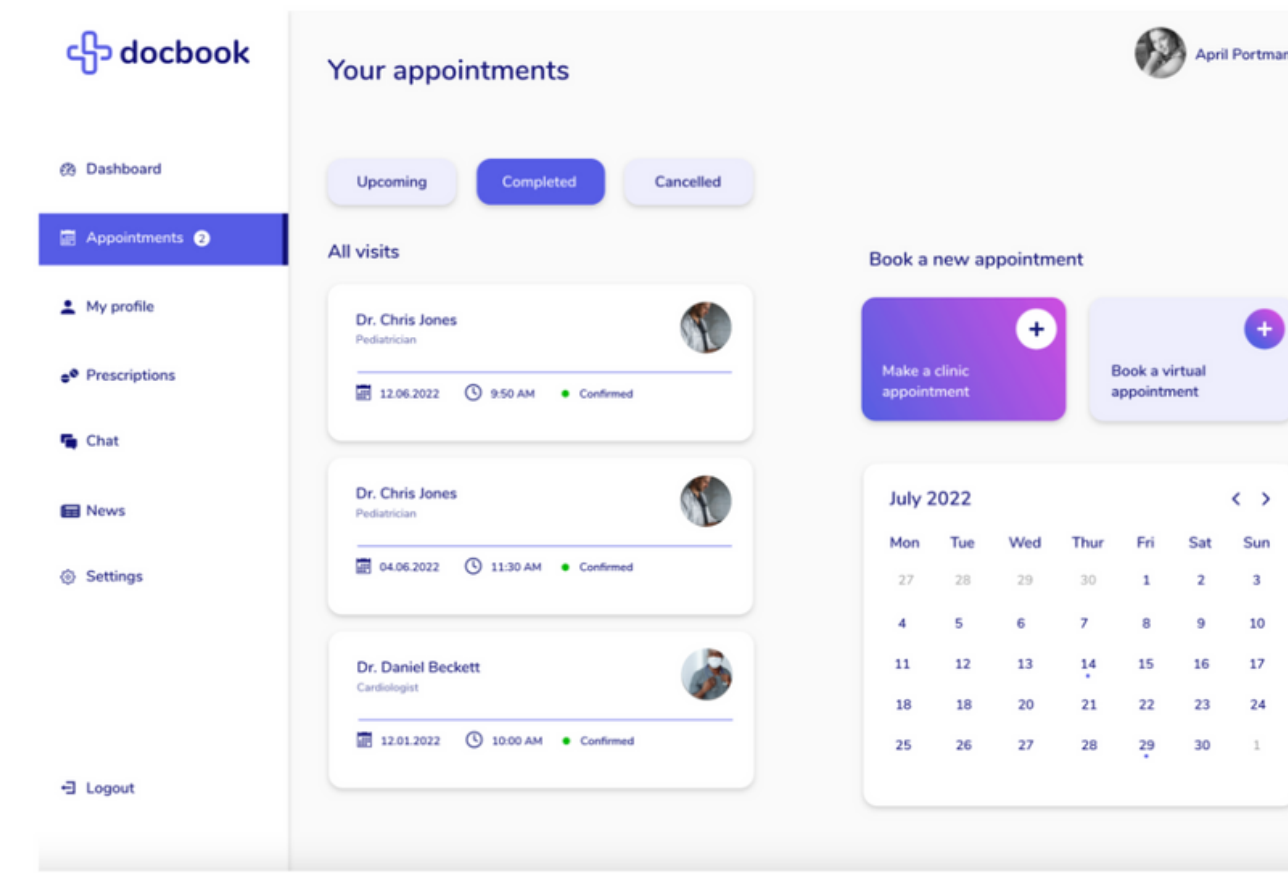 docbook
Your appointments
April Portman
Dashboard
Appointments 2
My profile
Prescriptions
Chat
News
Settings
Logout
Upcoming Completed Cancelled
All visits
Dr. Chris Jones
Pediatrician
12.06.2022 9:50 AM Confirmed
Dr. Chris Jones
Pediatrician
04.06.2022 11:30 AM Confirmed
Dr. Daniel Beckett
Cardiologist
12.01.2022 10:00 AM Confirmed
Book a new appointment
+
Make a clinic
appointment
+
Book a virtual
appointment
July 2022 < >
Mon Tue Wed Thur Fri Sat Sun
27 28 29 30 1 2 3
4 5 6 7 8 9 10
11 12 13 14 15 16 17
18 18 20 21 22 23 24
25 26 27 28 29 30 1